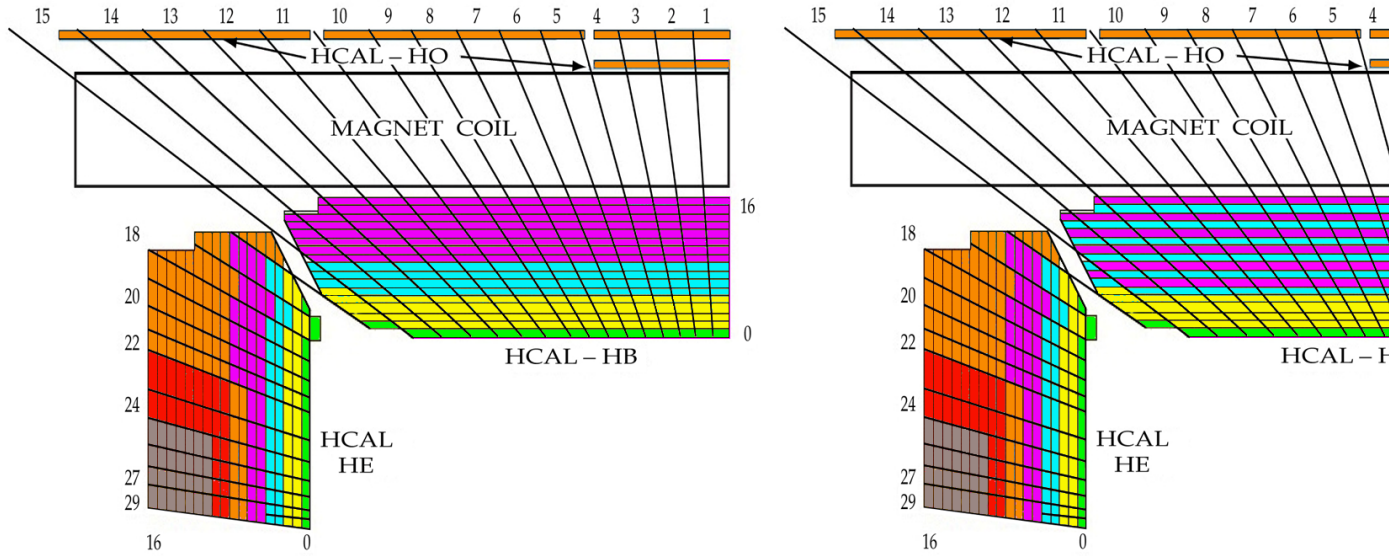 15 14 13 12 11 10 9 8 7 6 5 4 3 2 1
HCAL – HO
MAGNET COIL
16
18
20
22
24
27
29
16
0
HCAL
HE
HCAL – HB
0
15 14 13 12 11 10 9 8 7 6 5 4
HCAL – HO
MAGNET COIL
18
20
22
24
27
29
16
0
HCAL
HE
HCAL – H